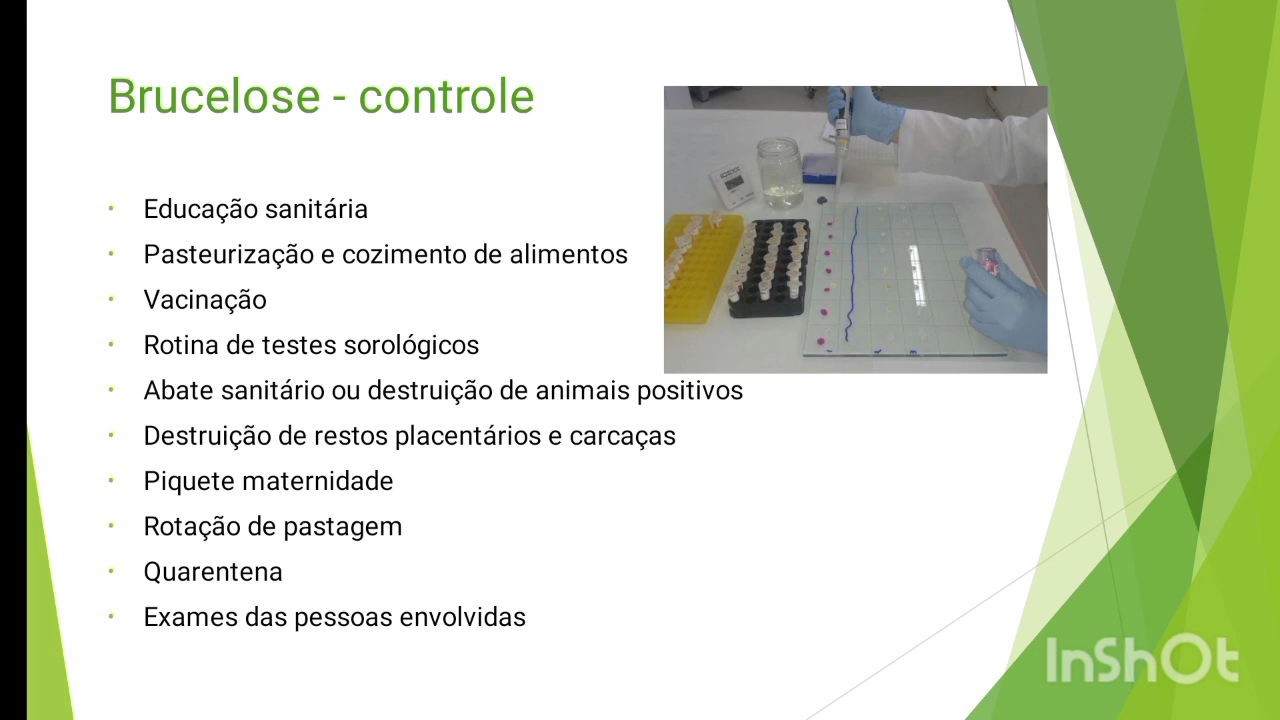 Brucelose - controle
Educação sanitária
Pasteurização e cozimento de alimentos
Vacinação
Rotina de testes sorológicos
Abate sanitário ou destruição de animais positivos
Destruição de restos placentários e carcaças
Piquete maternidade
Rotação de pastagem
Quarentena
Exames das pessoas envolvidas
InShOt